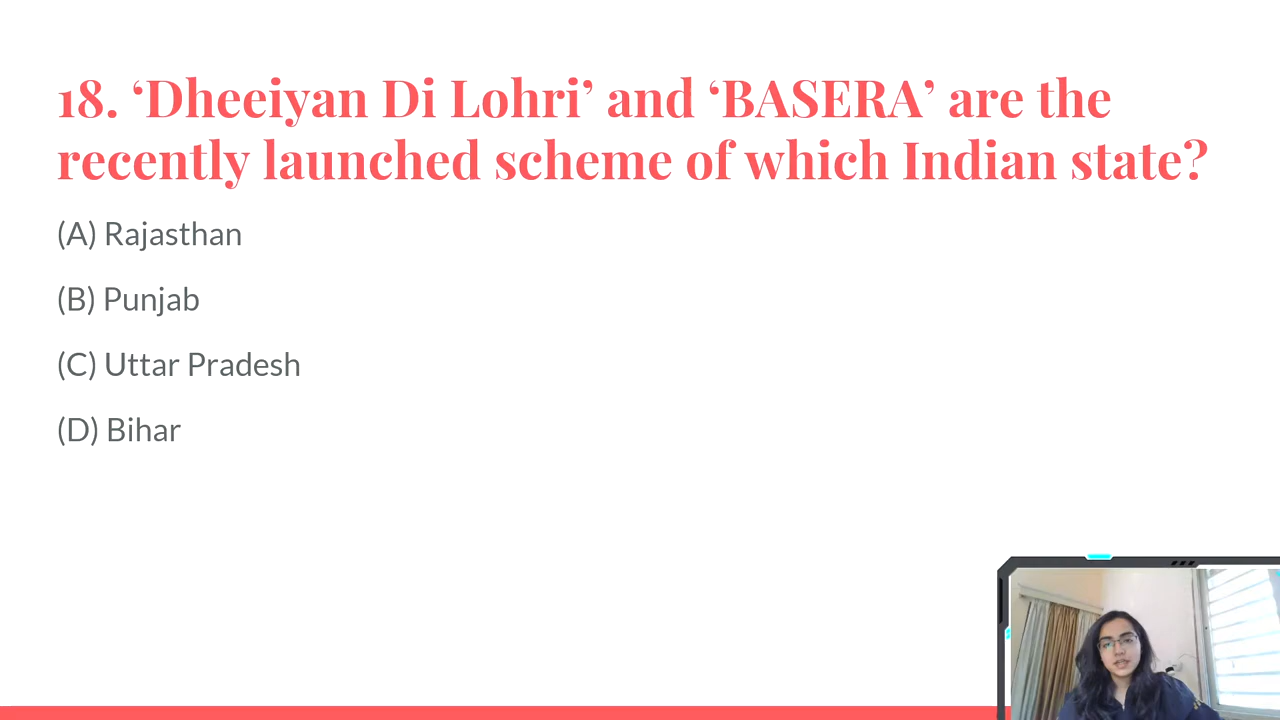 18. ‘Dheeiyan Di Lohri’ and ‘BASERA’ are the
recently launched scheme of which Indian state?
(A) Rajasthan
(B) Punjab
(C) Uttar Pradesh
(D) Bihar